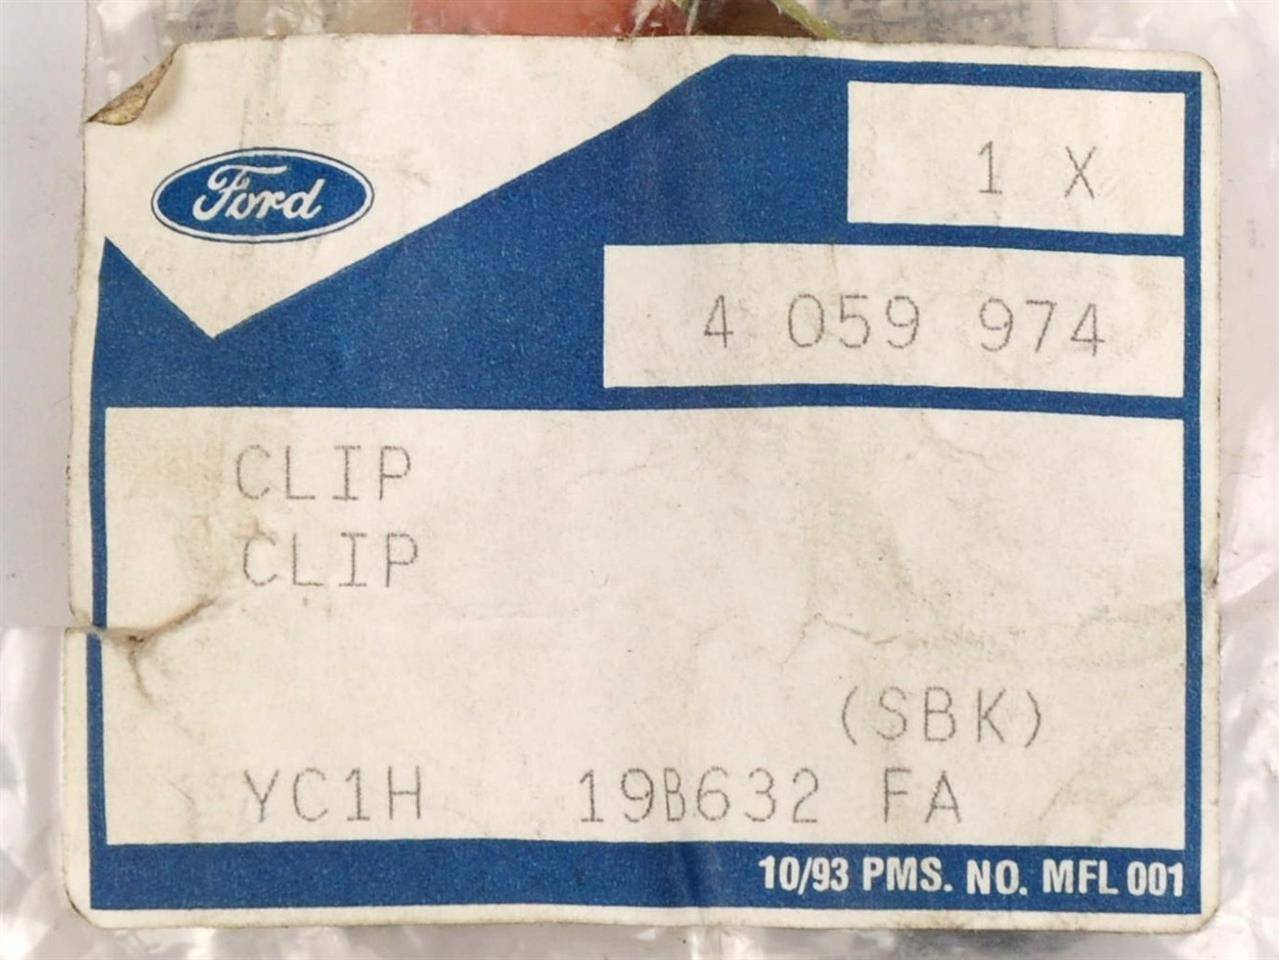 Ford
1 X
4 059 974
CLIP
CLIP
(SBK)
YC1H 19B632 FA
10/93 PMS. NO. MFL 001